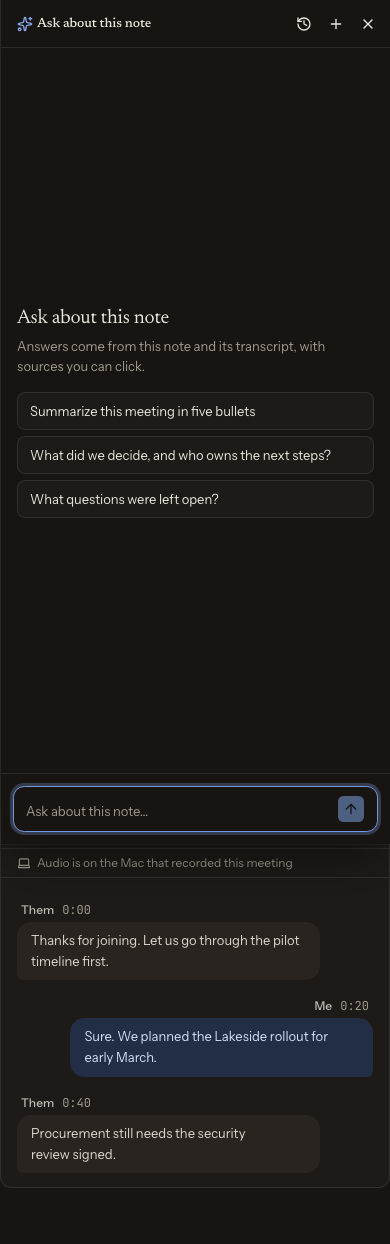 Ask about this note
Ask about this note
Answers come from this note and its transcript, with
sources you can click.
Summarize this meeting in five bullets
What did we decide, and who owns the next steps?
What questions were left open?
Ask about this note...
Audio is on the Mac that recorded this meeting
Them 0:00
Thanks for joining. Let us go through the pilot
timeline first.
Me 0:20
Sure. We planned the Lakeside rollout for
early March.
Them 0:40
Procurement still needs the security
review signed.